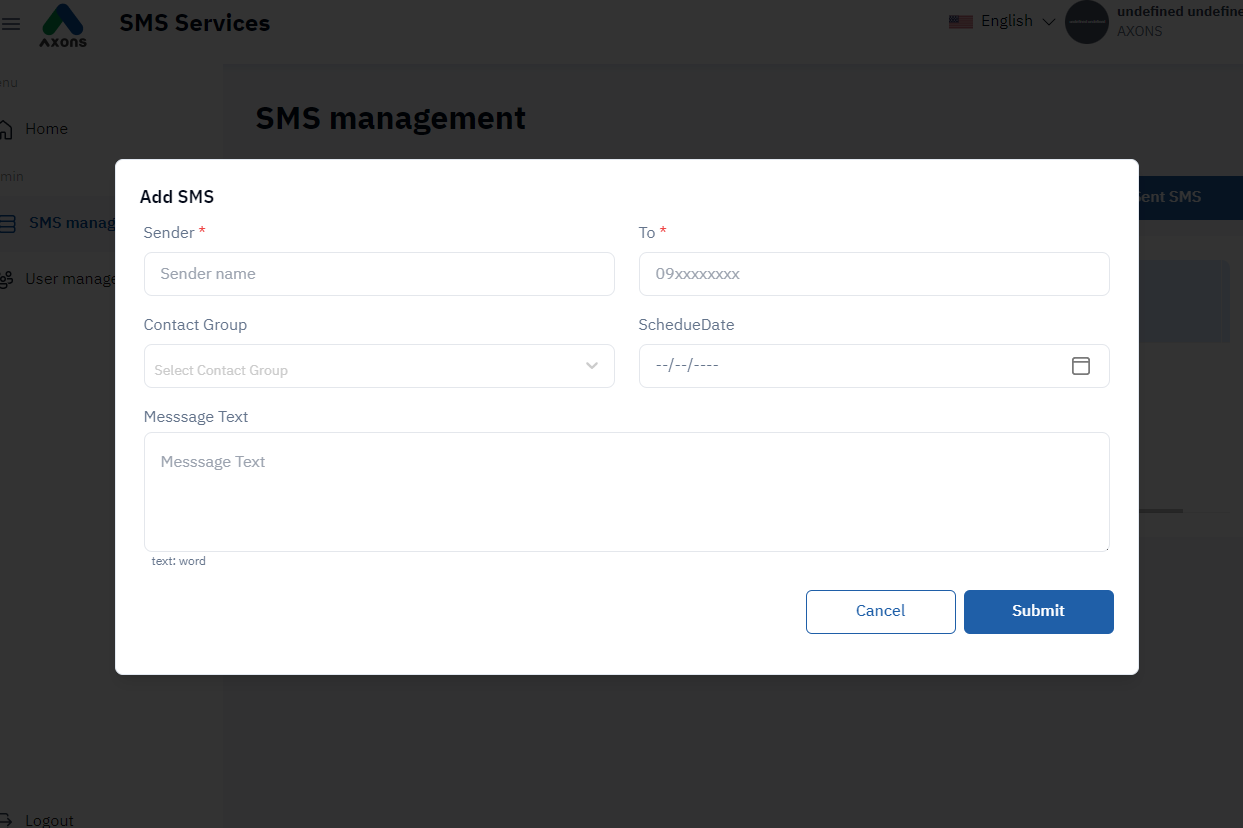 AXONS
SMS Services
English
undefined undefine
AXONS
enu
Home
SMS management
min
SMS manag
Sent SMS
User manage
Add SMS
Sender *
To *
Sender name
09xxxxxxxx
Contact Group
SchedueDate
Select Contact Group
--/--/----
Messsage Text
Messsage Text
text: word
Cancel
Submit
Logout